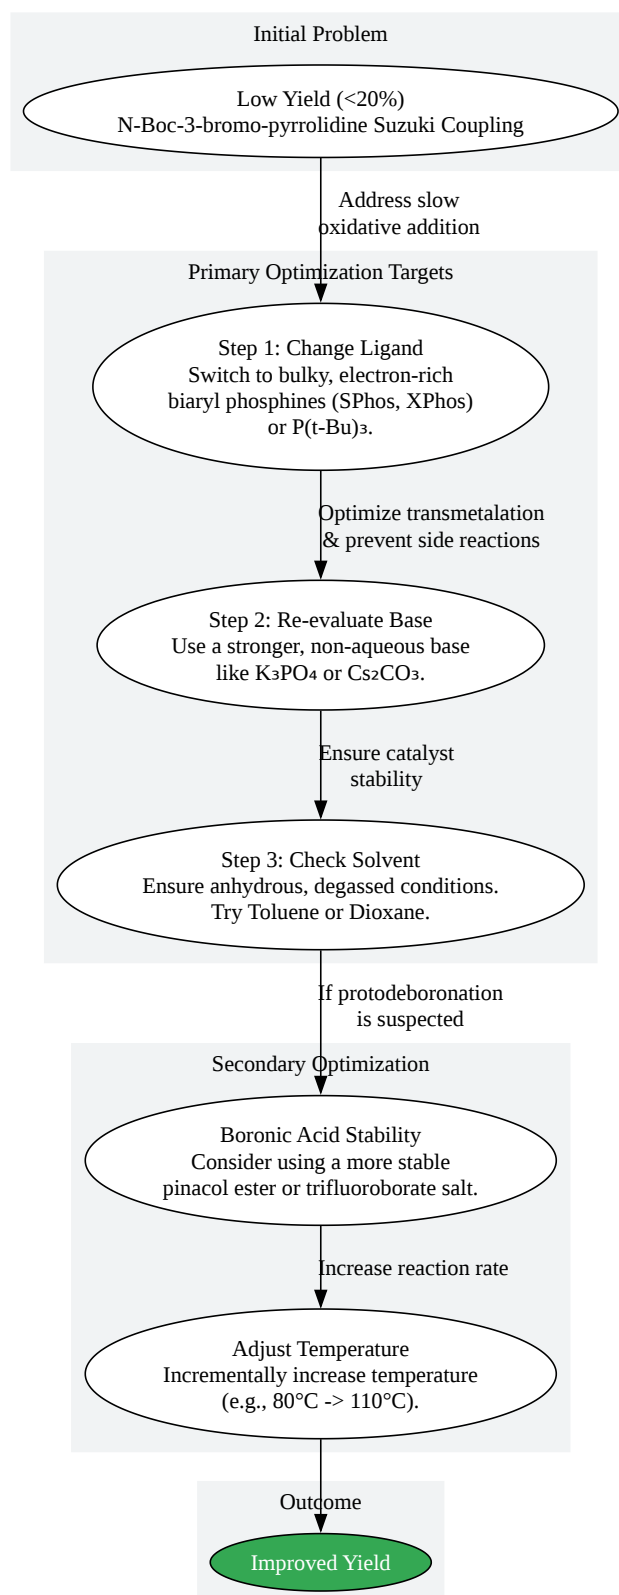 Initial Problem
Low Yield (<20%)
N-Boc-3-bromo-pyrrolidine Suzuki Coupling
Address slow
oxidative addition
Primary Optimization Targets
Step 1: Change Ligand
Switch to bulky, electron-rich
biaryl phosphines (SPhos, XPhos)
or P(t-Bu)₃.
Optimize transmetalation
& prevent side reactions
Step 2: Re-evaluate Base
Use a stronger, non-aqueous base
like K₃PO₄ or Cs₂CO₃.
Ensure catalyst
stability
Step 3: Check Solvent
Ensure anhydrous, degassed conditions.
Try Toluene or Dioxane.
If protodeboronation
is suspected
Secondary Optimization
Boronic Acid Stability
Consider using a more stable
pinacol ester or trifluoroborate salt.
Increase reaction rate
Adjust Temperature
Incrementally increase temperature
(e.g., 80°C -> 110°C).
Outcome
Improved Yield